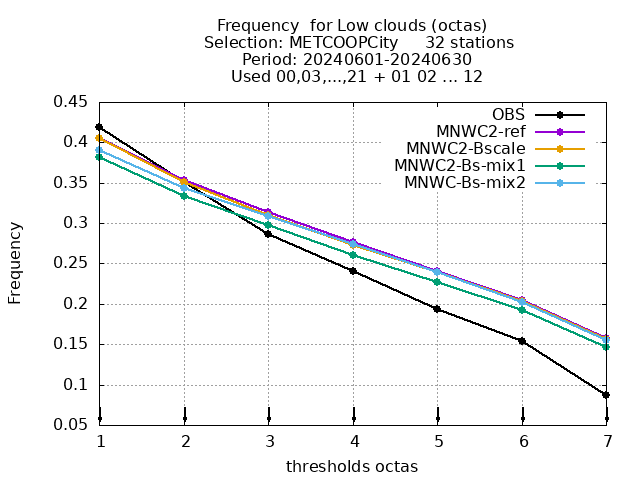 Frequency  for Low clouds (octas)
Selection: METCOOPCity     32 stations
Period: 20240601-20240630
Used 00,03,...,21 + 01 02 ... 12
OBS
MNWC2-ref
MNWC2-Bscale
MNWC2-Bs-mix1
MNWC-Bs-mix2
Frequency
0.45
0.4
0.35
0.3
0.25
0.2
0.15
0.1
0.05
1 2 3 4 5 6 7
thresholds octas